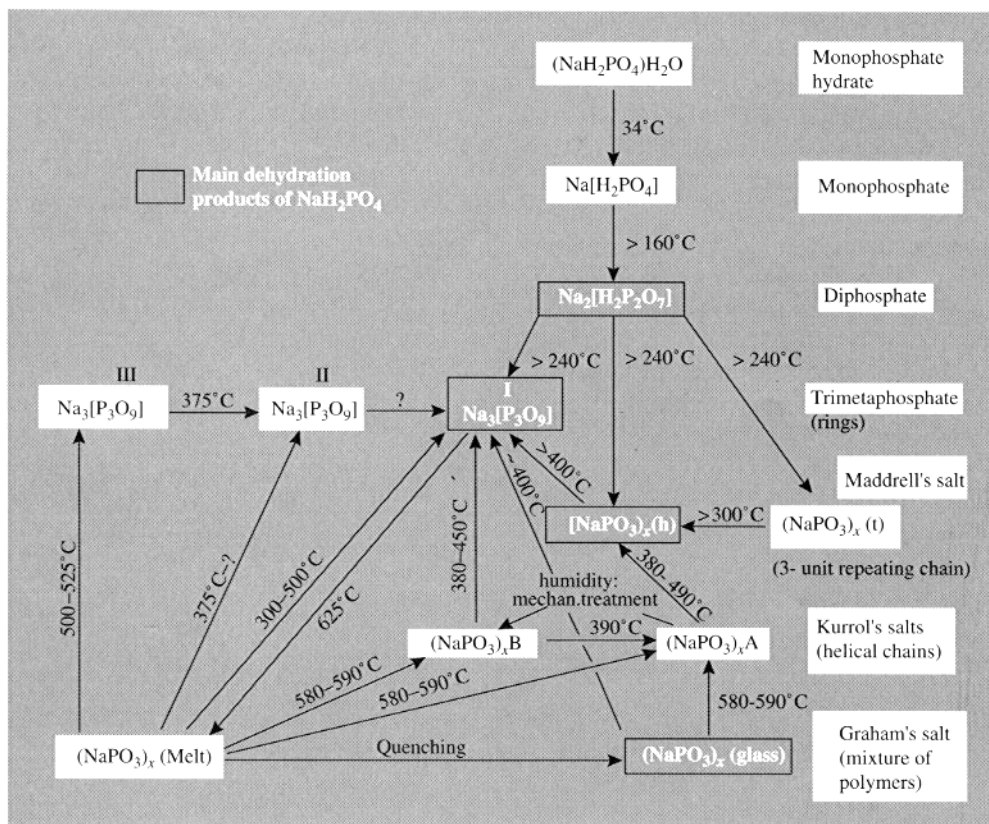 (NaH₂PO₄)H₂O
Monophosphate
hydrate
34˚C
Main dehydration
products of NaH₂PO₄
Na[H₂PO₄]
Monophosphate
> 160˚C
Na₂[H₂P₂O₇]
Diphosphate
> 240˚C
> 240˚C
> 240˚C
III
II
I
Na₃[P₃O₉]
375˚C
Na₃[P₃O₉]
?
Na₃[P₃O₉]
Trimetaphosphate
(rings)
>400˚C
~400˚C
Maddrell's salt
[NaPO₃)ₓ(h)
>300˚C
(NaPO₃)ₓ (t)
(3- unit repeating chain)
500–525˚C
375˚C–?
300–500˚C
625˚C
380–450˚C
humidity:
mechan.treatment
380–490˚C
(NaPO₃)ₓB
390˚C
(NaPO₃)ₓA
Kurrol's salts
(helical chains)
580–590˚C
580–590˚C
580-590˚C
(NaPO₃)ₓ (Melt)
Quenching
(NaPO₃)ₓ (glass)
Graham's salt
(mixture of
polymers)